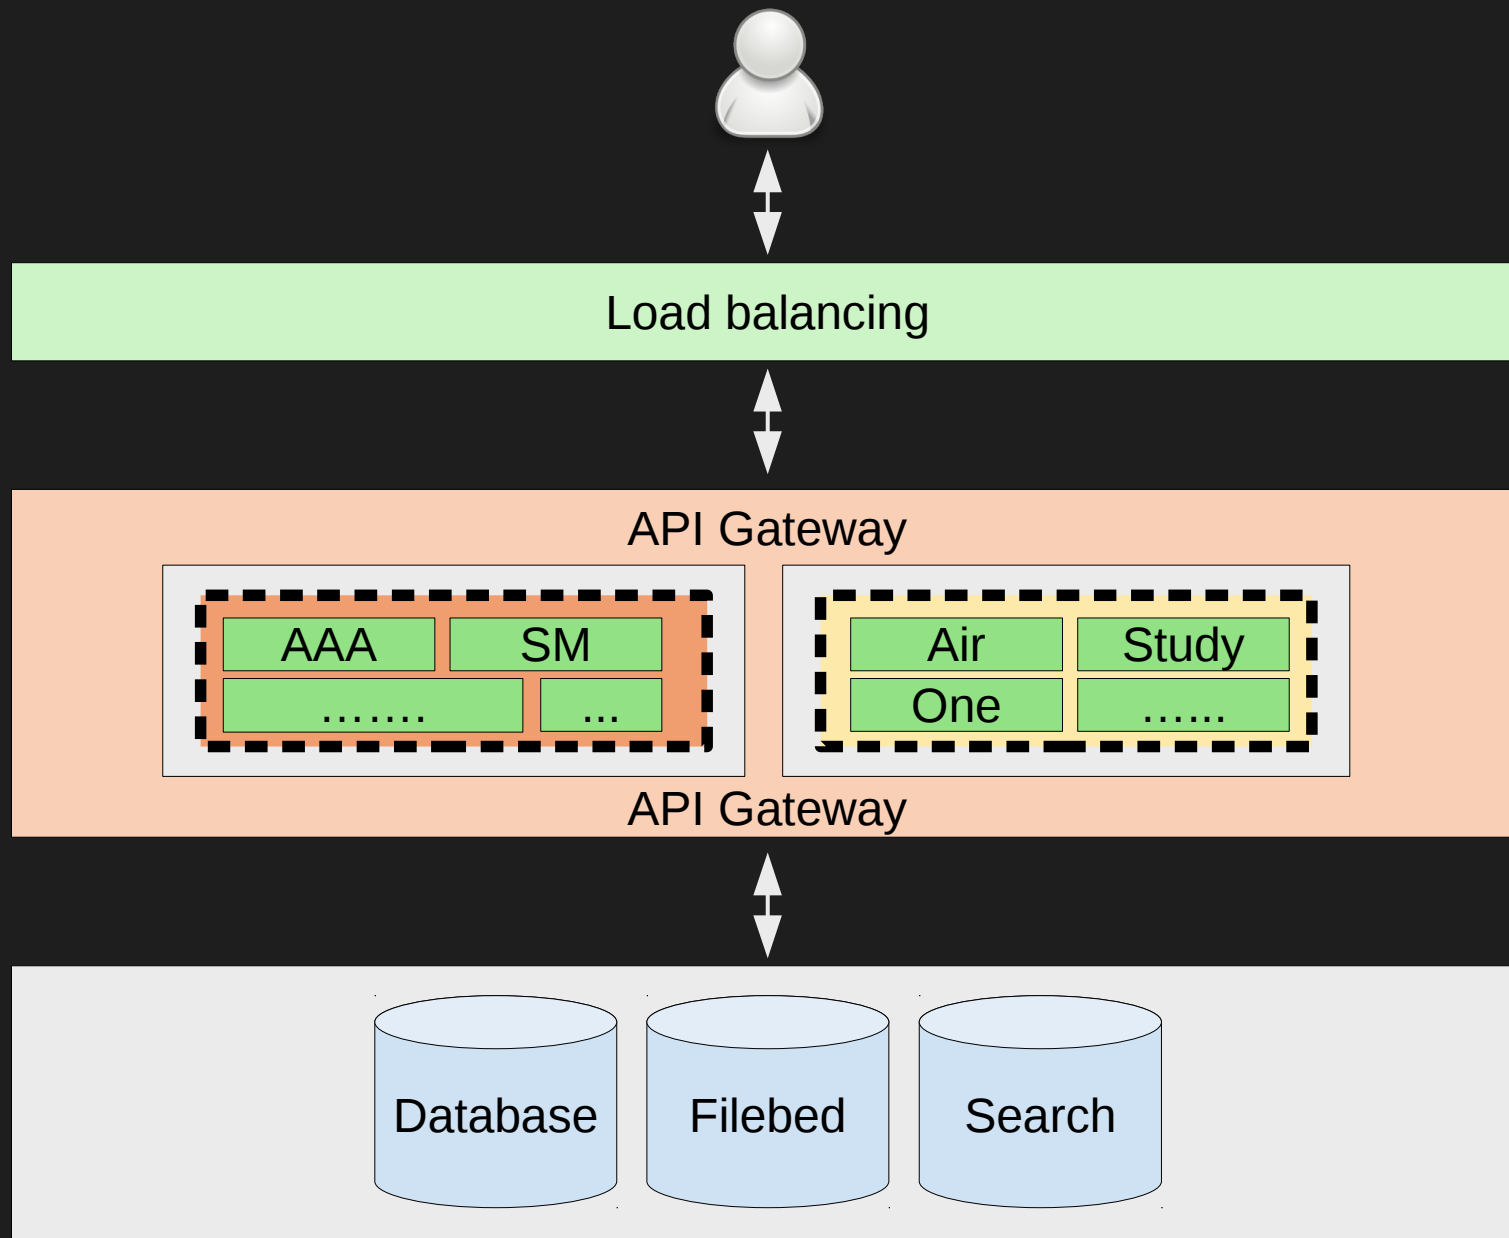 Load balancing
API Gateway
AAA SM
....... ...
Air Study
One ......
API Gateway
Database Filebed Search